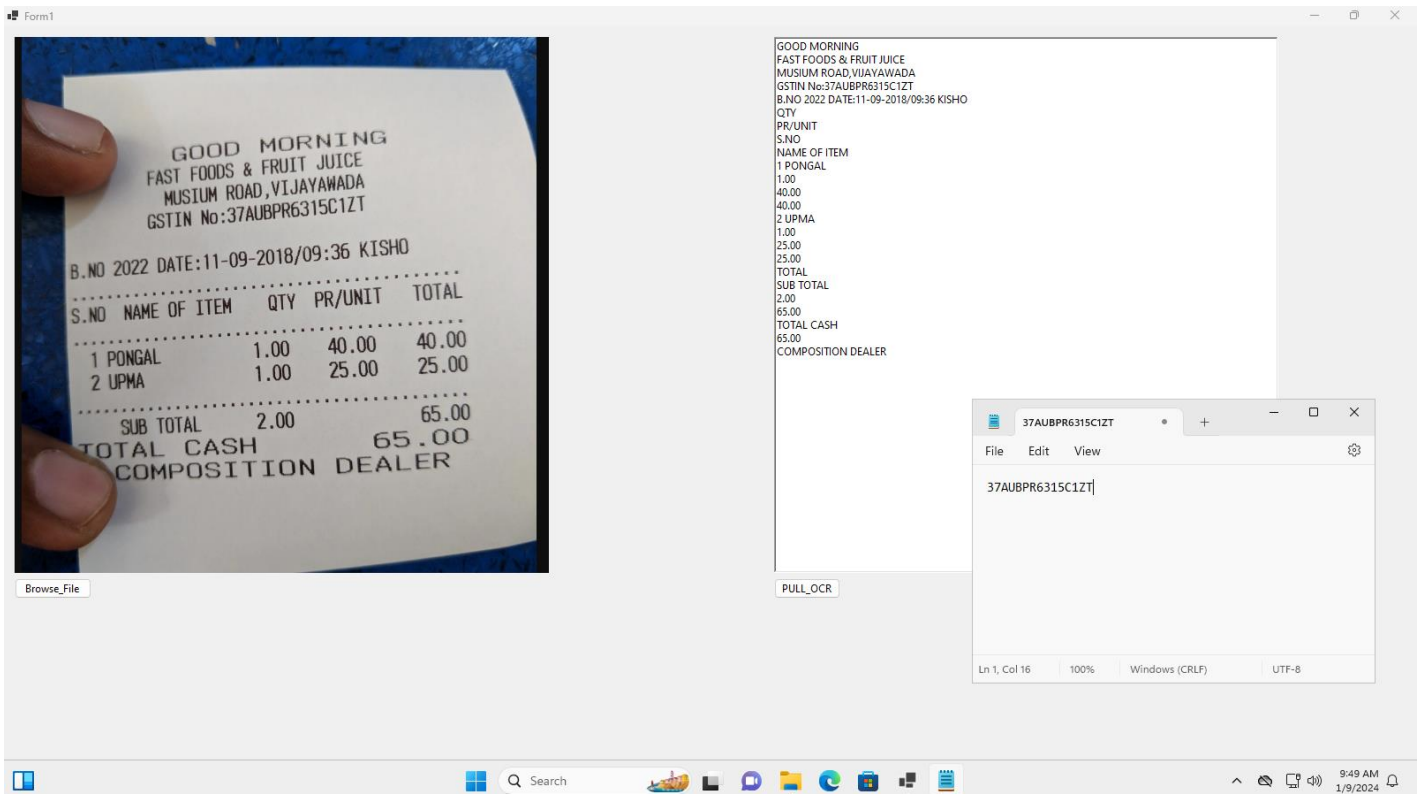 Form1
GOOD MORNING
FAST FOODS & FRUIT JUICE
MUSIUM ROAD,VIJAYAWADA
GSTIN No:37AUBPR6315C1ZT
B.NO 2022 DATE:11-09-2018/09:36 KISHO
S.NO NAME OF ITEM QTY PR/UNIT TOTAL
1 PONGAL 1.00 40.00 40.00
2 UPMA 1.00 25.00 25.00
SUB TOTAL 2.00 65.00
TOTAL CASH 65.00
COMPOSITION DEALER
Browse_File
GOOD MORNING
FAST FOODS & FRUIT JUICE
MUSIUM ROAD,VIJAYAWADA
GSTIN No:37AUBPR6315C1ZT
B.NO 2022 DATE:11-09-2018/09:36 KISHO
QTY
PR/UNIT
S.NO
NAME OF ITEM
1 PONGAL
1.00
40.00
40.00
2 UPMA
1.00
25.00
25.00
TOTAL
SUB TOTAL
2.00
65.00
TOTAL CASH
65.00
COMPOSITION DEALER
PULL_OCR
37AUBPR6315C1ZT
File Edit View
37AUBPR6315C1ZT
Ln 1, Col 16 100% Windows (CRLF) UTF-8
Search
9:49 AM
1/9/2024